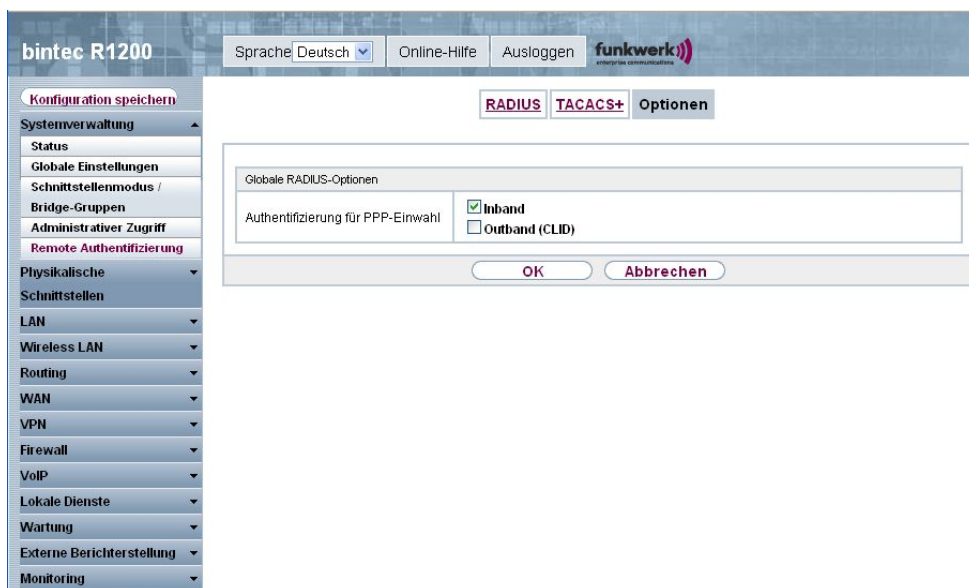 bintec R1200
Sprache Deutsch
Online-Hilfe
Ausloggen
funkwerk
enterprise communications
Konfiguration speichern
Systemverwaltung
Status
Globale Einstellungen
Schnittstellenmodus /
Bridge-Gruppen
Administrativer Zugriff
Remote Authentifizierung
Physikalische
Schnittstellen
LAN
Wireless LAN
Routing
WAN
VPN
Firewall
VoIP
Lokale Dienste
Wartung
Externe Berichterstellung
Monitoring
RADIUS
TACACS+
Optionen
Globale RADIUS-Optionen
Authentifizierung für PPP-Einwahl
Inband
Outband (CLID)
OK
Abbrechen